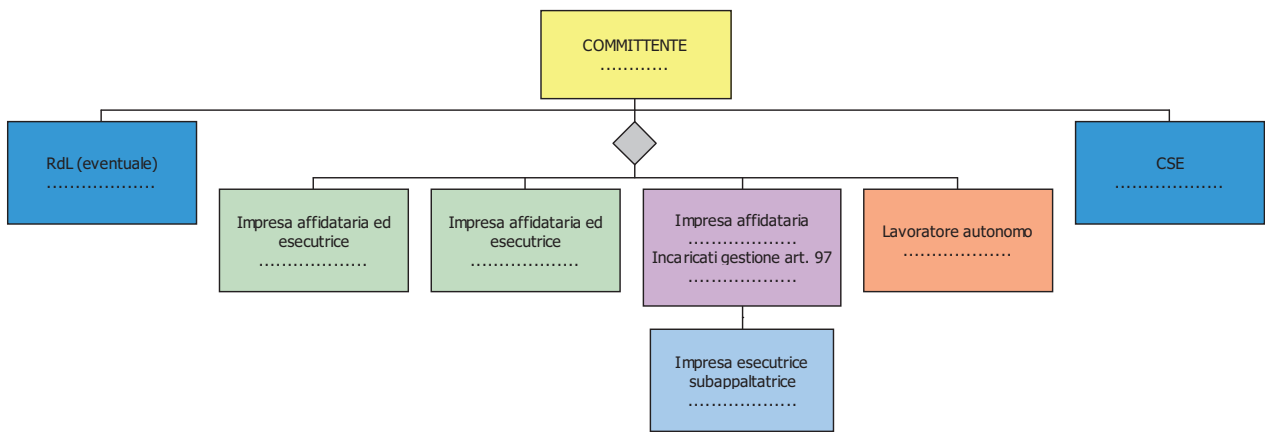 COMMITTENTE
............
RdL (eventuale)
...................
CSE
...................
Impresa affidataria ed
esecutrice
...................
Impresa affidataria ed
esecutrice
...................
Impresa affidataria
...................
Incaricati gestione art. 97
...................
Lavoratore autonomo
...................
Impresa esecutrice
subappaltatrice
...................